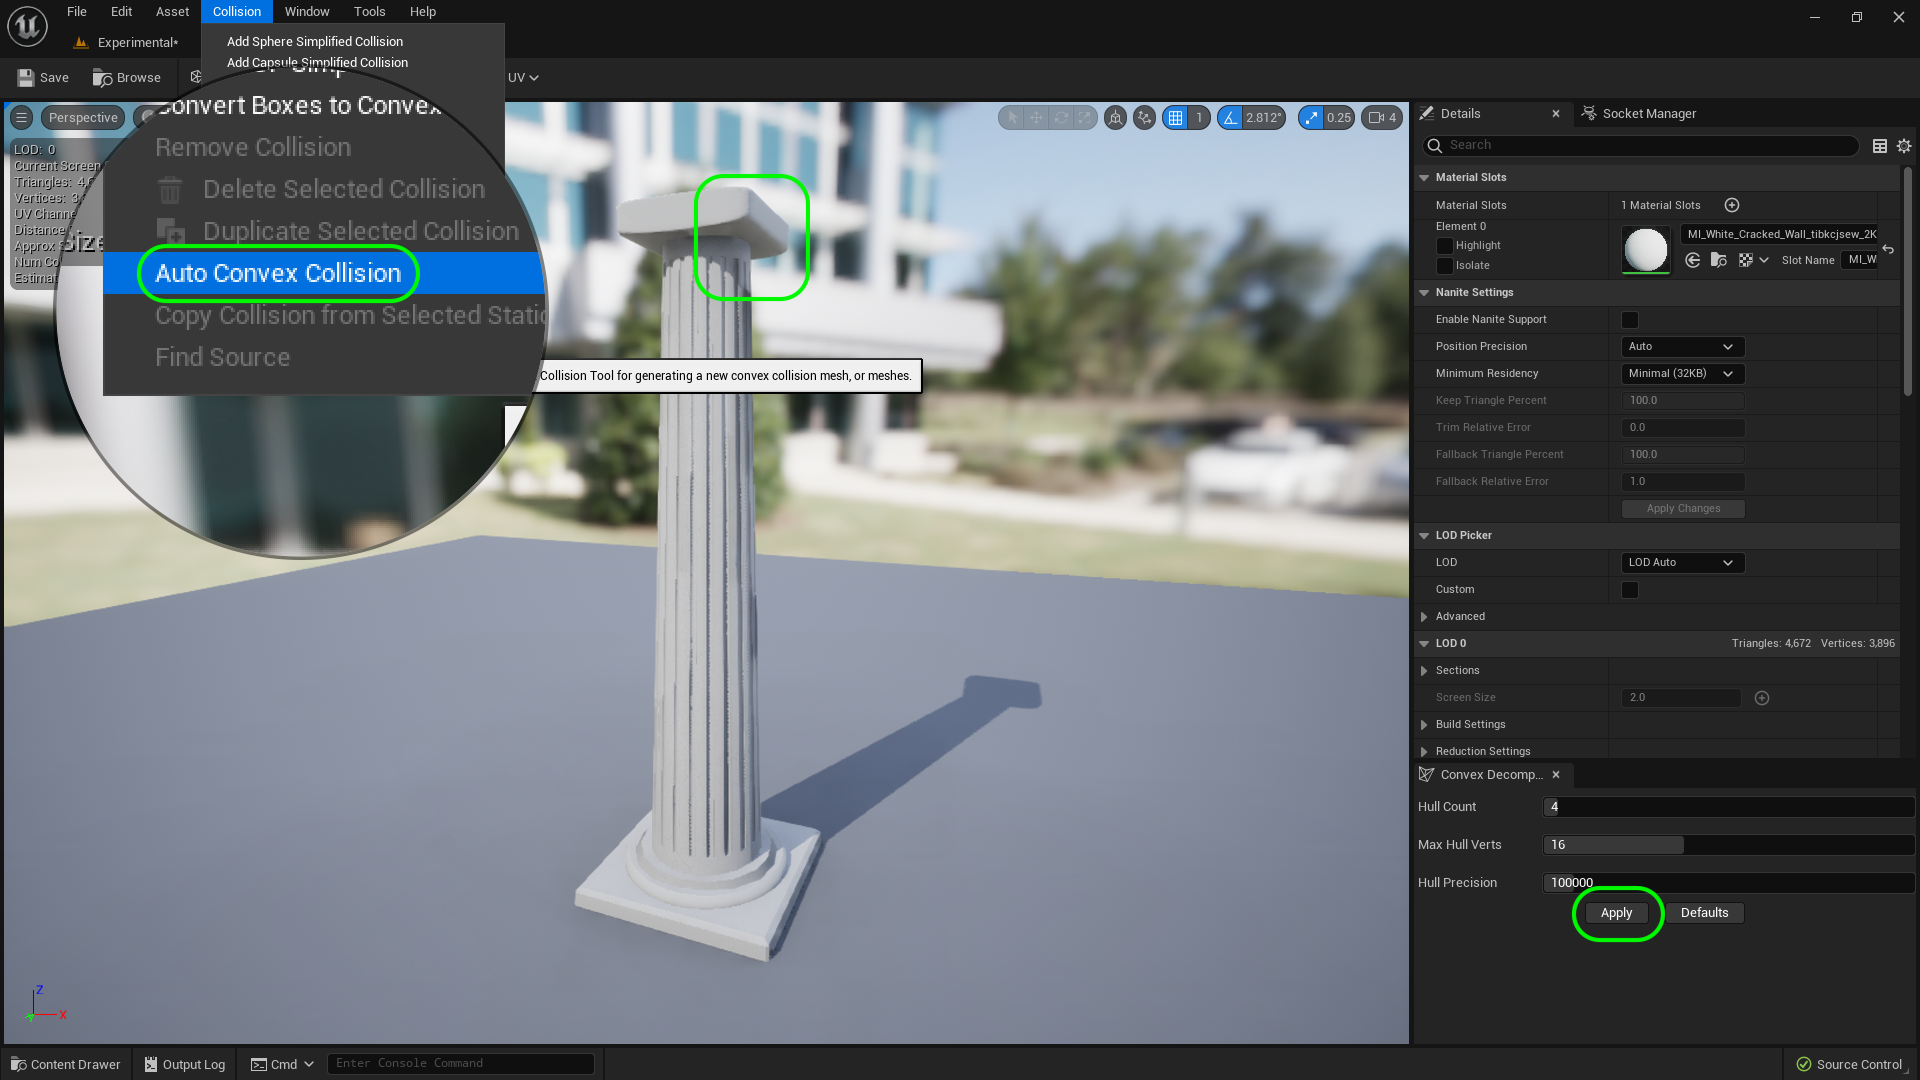 File Edit Asset Collision Window Tools Help
Experimental*
Add Sphere Simplified Collision
Add Capsule Simplified Collision
Save Browse UV
Convert Boxes to Convex
Perspective
1 2.812° 0.25 4
Remove Collision
Delete Selected Collision
Duplicate Selected Collision
Auto Convex Collision
Copy Collision from Selected Static
Find Source
LOD: 0
Current Screen
Triangles: 4,6
Vertices: 3,
UV Channe
Distance
Approx Size
Num Co
Estimat
Collision Tool for generating a new convex collision mesh, or meshes.
Z
X
Details Socket Manager
Search
Material Slots
Material Slots 1 Material Slots
Element 0
MI_White_Cracked_Wall_tibkcjsew_2K
Highlight
Isolate
Slot Name MI_W
Nanite Settings
Enable Nanite Support
Position Precision Auto
Minimum Residency Minimal (32KB)
Keep Triangle Percent 100.0
Trim Relative Error 0.0
Fallback Triangle Percent 100.0
Fallback Relative Error 1.0
Apply Changes
LOD Picker
LOD LOD Auto
Custom
Advanced
LOD 0 Triangles: 4,672 Vertices: 3,896
Sections
Screen Size 2.0
Build Settings
Reduction Settings
Convex Decomp...
Hull Count 4
Max Hull Verts 16
Hull Precision 100000
Apply Defaults
Content Drawer Output Log Cmd Enter Console Command Source Control